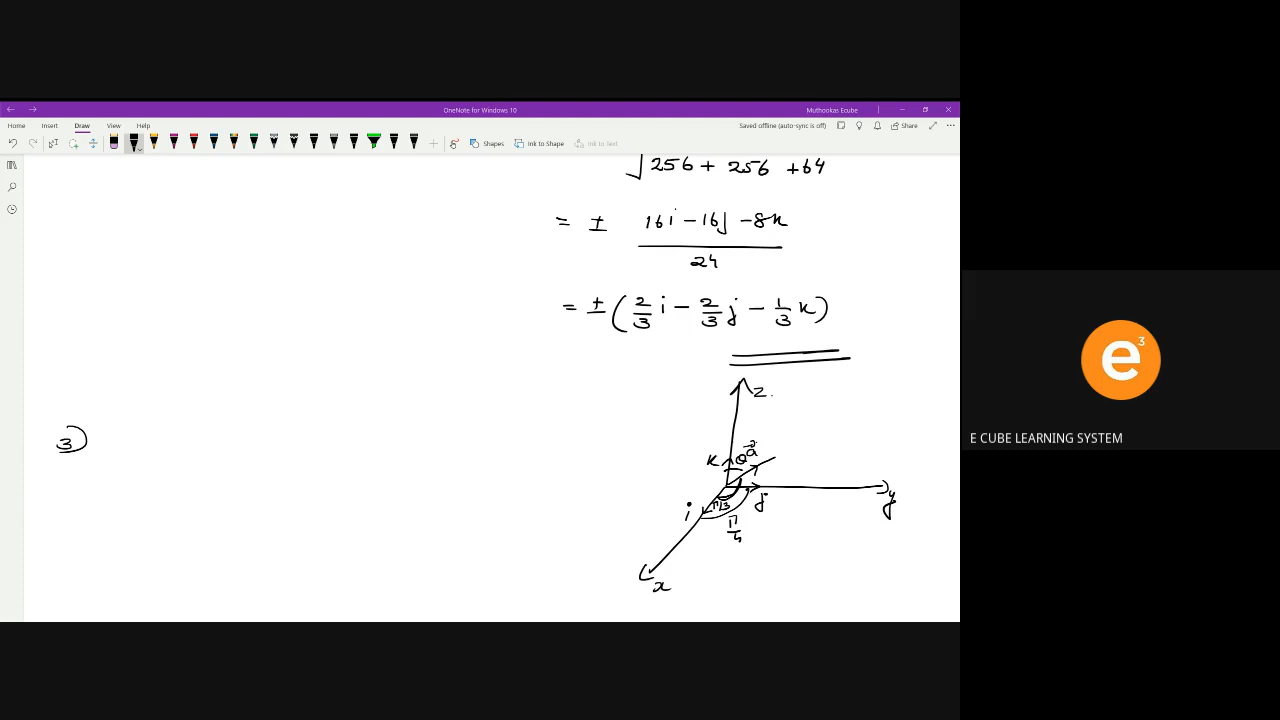 OneNote for Windows 10
Muthookas Ecube
Home Insert Draw View Help
Saved offline (auto-sync is off)
Share
Shapes
Ink to Shape
Ink to Text
√256 + 256 + 64
= ± (16i - 16j - 8k)/24
= ± (2/3 i - 2/3 j - 1/3 k)
z
3)
k θ a⃗
i π/3 j y
π/4
x
e3
E CUBE LEARNING SYSTEM